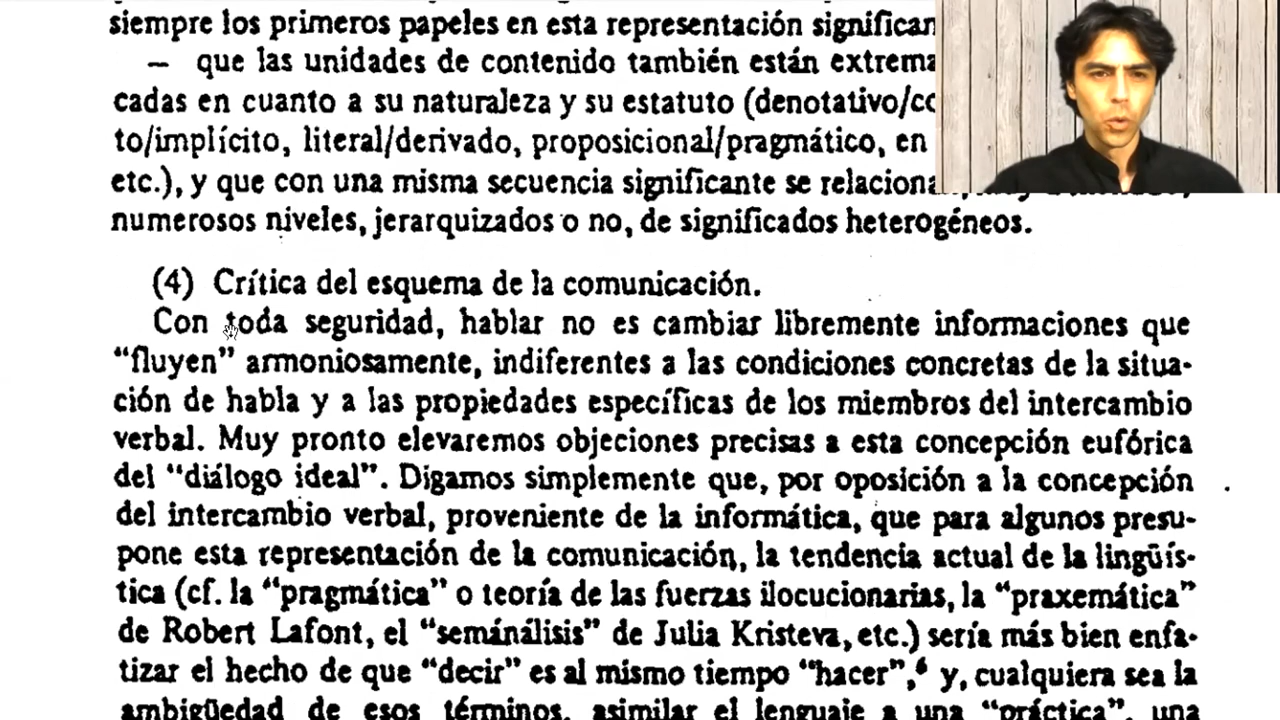 siempre los primeros papeles en esta representación significan
— que las unidades de contenido también están extrema
cadas en cuanto a su naturaleza y su estatuto (denotativo/co
to/implícito, literal/derivado, proposicional/pragmático, en
etc.), y que con una misma secuencia significante se relaciona
numerosos niveles, jerarquizados o no, de significados heterogéneos.
(4) Crítica del esquema de la comunicación.
Con toda seguridad, hablar no es cambiar libremente informaciones que
“fluyen” armoniosamente, indiferentes a las condiciones concretas de la situa-
ción de habla y a las propiedades específicas de los miembros del intercambio
verbal. Muy pronto elevaremos objeciones precisas a esta concepción eufórica
del “diálogo ideal”. Digamos simplemente que, por oposición a la concepción
del intercambio verbal, proveniente de la informática, que para algunos presu-
pone esta representación de la comunicación, la tendencia actual de la lingüís-
tica (cf. la “pragmática” o teoría de las fuerzas ilocucionarias, la “praxemática”
de Robert Lafont, el “semánálisis” de Julia Kristeva, etc.) sería más bien enfa-
tizar el hecho de que “decir” es al mismo tiempo “hacer”,⁶ y, cualquiera sea la
ambigüedad de esos términos, asimilar el lenguaje a una “práctica”, una